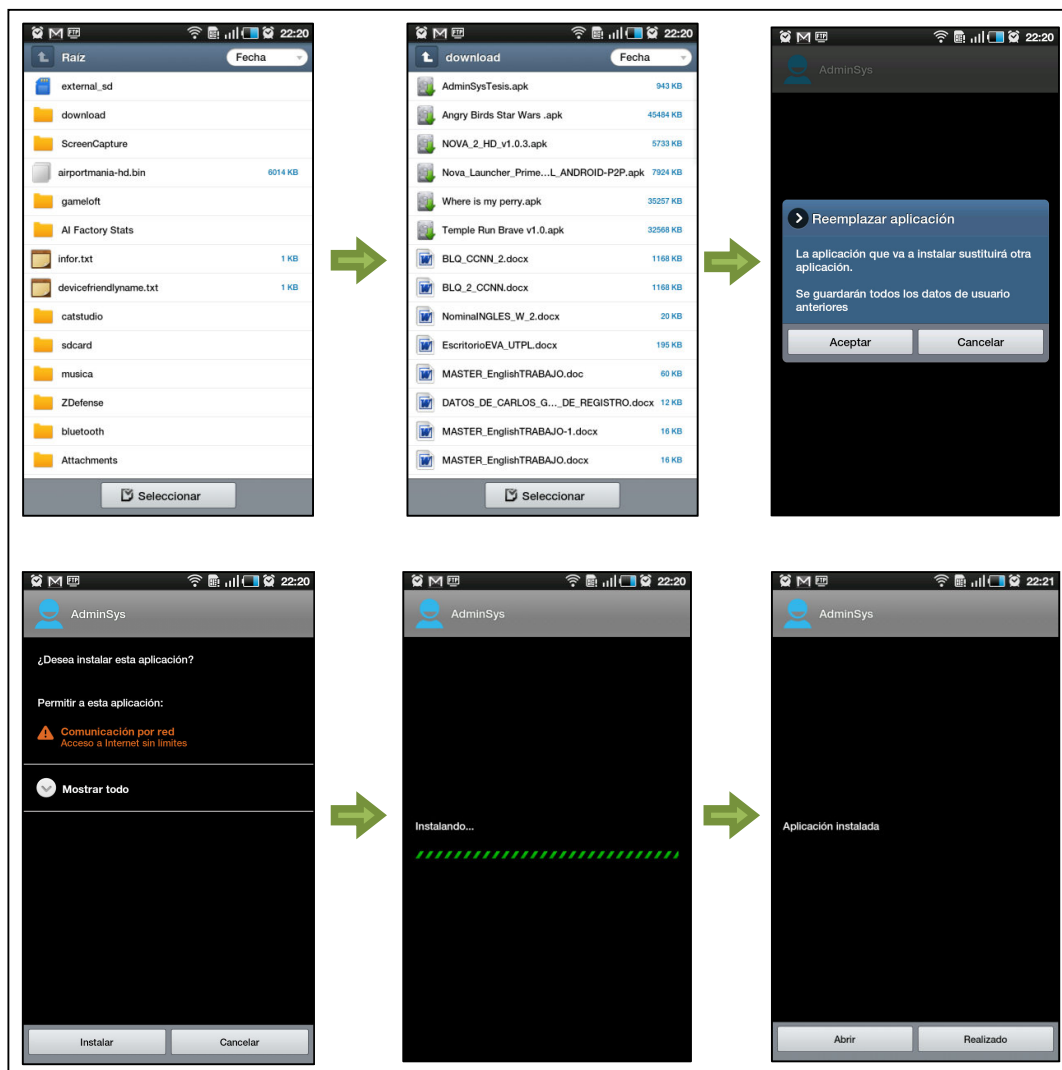 22:20
Raíz
Fecha
external_sd
download
ScreenCapture
airportmania-hd.bin 6014 KB
gameloft
AI Factory Stats
infor.txt 1 KB
devicefriendlyname.txt 1 KB
catstudio
sdcard
musica
ZDefense
bluetooth
Attachments
Seleccionar
FTP 22:20
download
Fecha
AdminSysTesis.apk 943 KB
Angry Birds Star Wars .apk 45484 KB
NOVA_2_HD_v1.0.3.apk 5733 KB
Nova_Launcher_Prime...L_ANDROID-P2P.apk 7924 KB
Where is my perry.apk 35257 KB
Temple Run Brave v1.0.apk 32568 KB
BLQ_CCNN_2.docx 1168 KB
BLQ_2_CCNN.docx 1168 KB
NominaINGLES_W_2.docx 20 KB
EscritorioEVA_UTPL.docx 195 KB
MASTER_EnglishTRABAJO.doc 60 KB
DATOS_DE_CARLOS_G..._DE_REGISTRO.docx 12 KB
MASTER_EnglishTRABAJO-1.docx 16 KB
MASTER_EnglishTRABAJO.docx 16 KB
Seleccionar
FTP 22:20
AdminSys
Reemplazar aplicación
La aplicación que va a instalar sustituirá otra
aplicación.
Se guardarán todos los datos de usuario
anteriores
Aceptar Cancelar
FTP 22:20
AdminSys
¿Desea instalar esta aplicación?
Permitir a esta aplicación:
Comunicación por red
Acceso a Internet sin límites
Mostrar todo
Instalar Cancelar
FTP 22:20
AdminSys
Instalando...
FTP 22:21
AdminSys
Aplicación instalada
Abrir Realizado